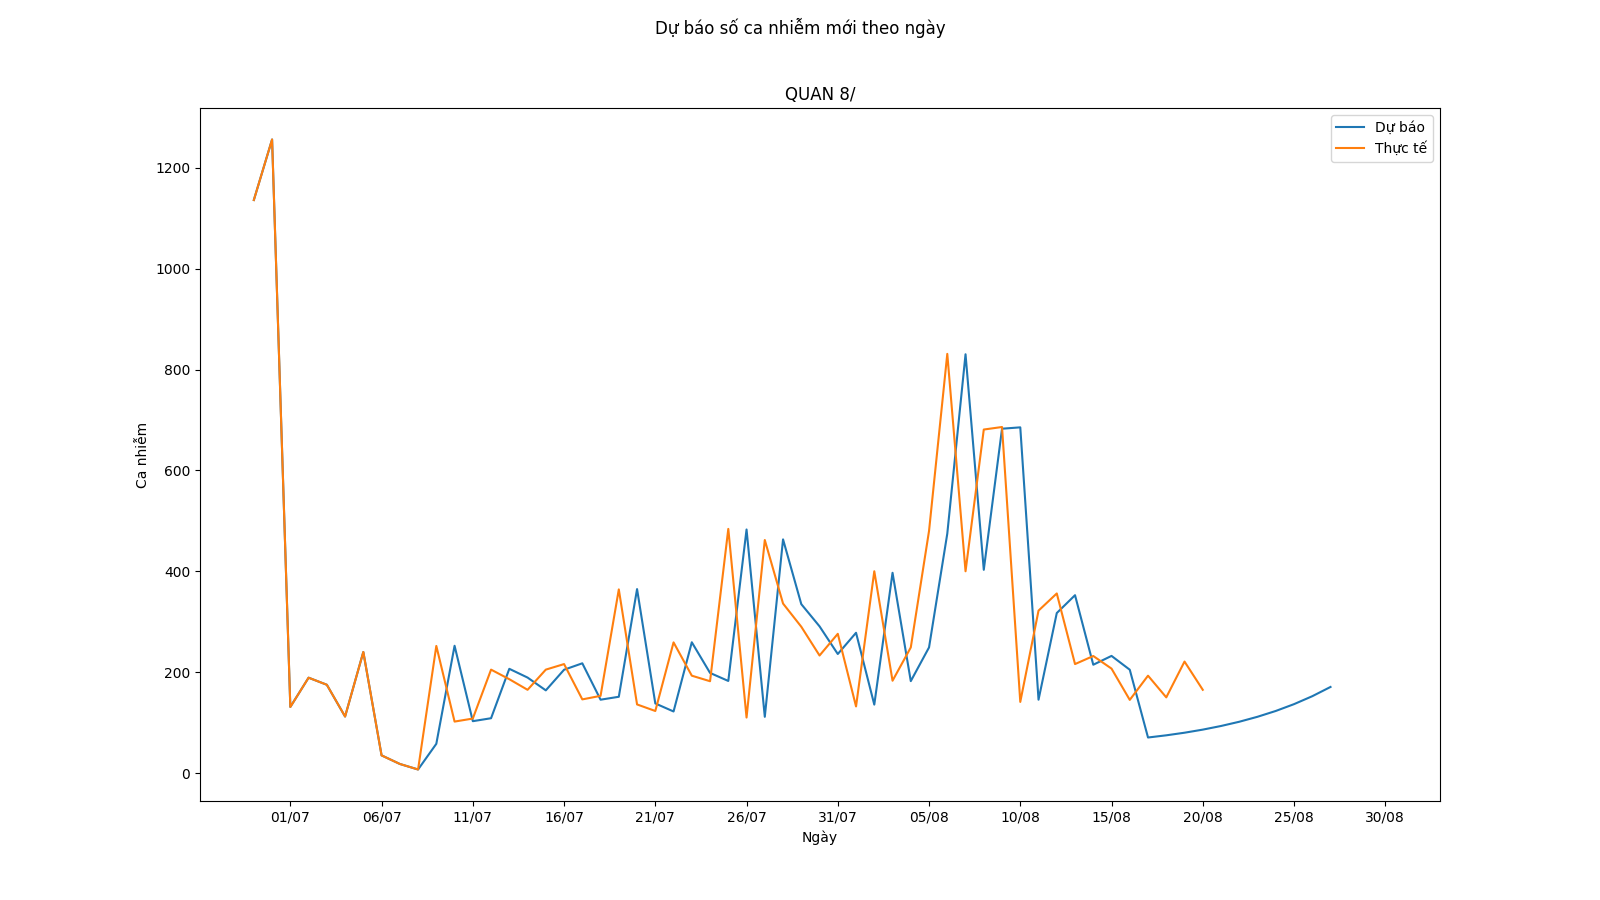 Dự báo số ca nhiễm mới theo ngày
QUAN 8/
Dự báo
Thực tế
1200
1000
800
600
400
200
0
Ca nhiễm
01/07 06/07 11/07 16/07 21/07 26/07 31/07 05/08 10/08 15/08 20/08 25/08 30/08
Ngày